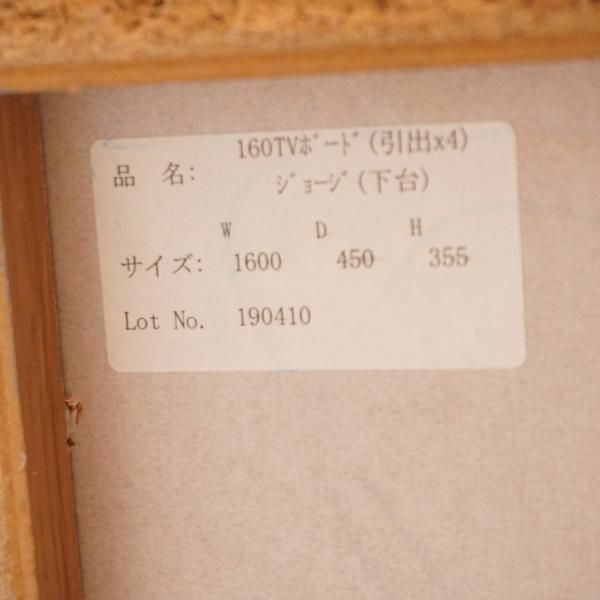 品 名: 160TVﾎﾞｰﾄﾞ(引出x4)
ｼﾞｮｰｼﾞ(下台)
W D H
サイズ: 1600 450 355
Lot No. 190410